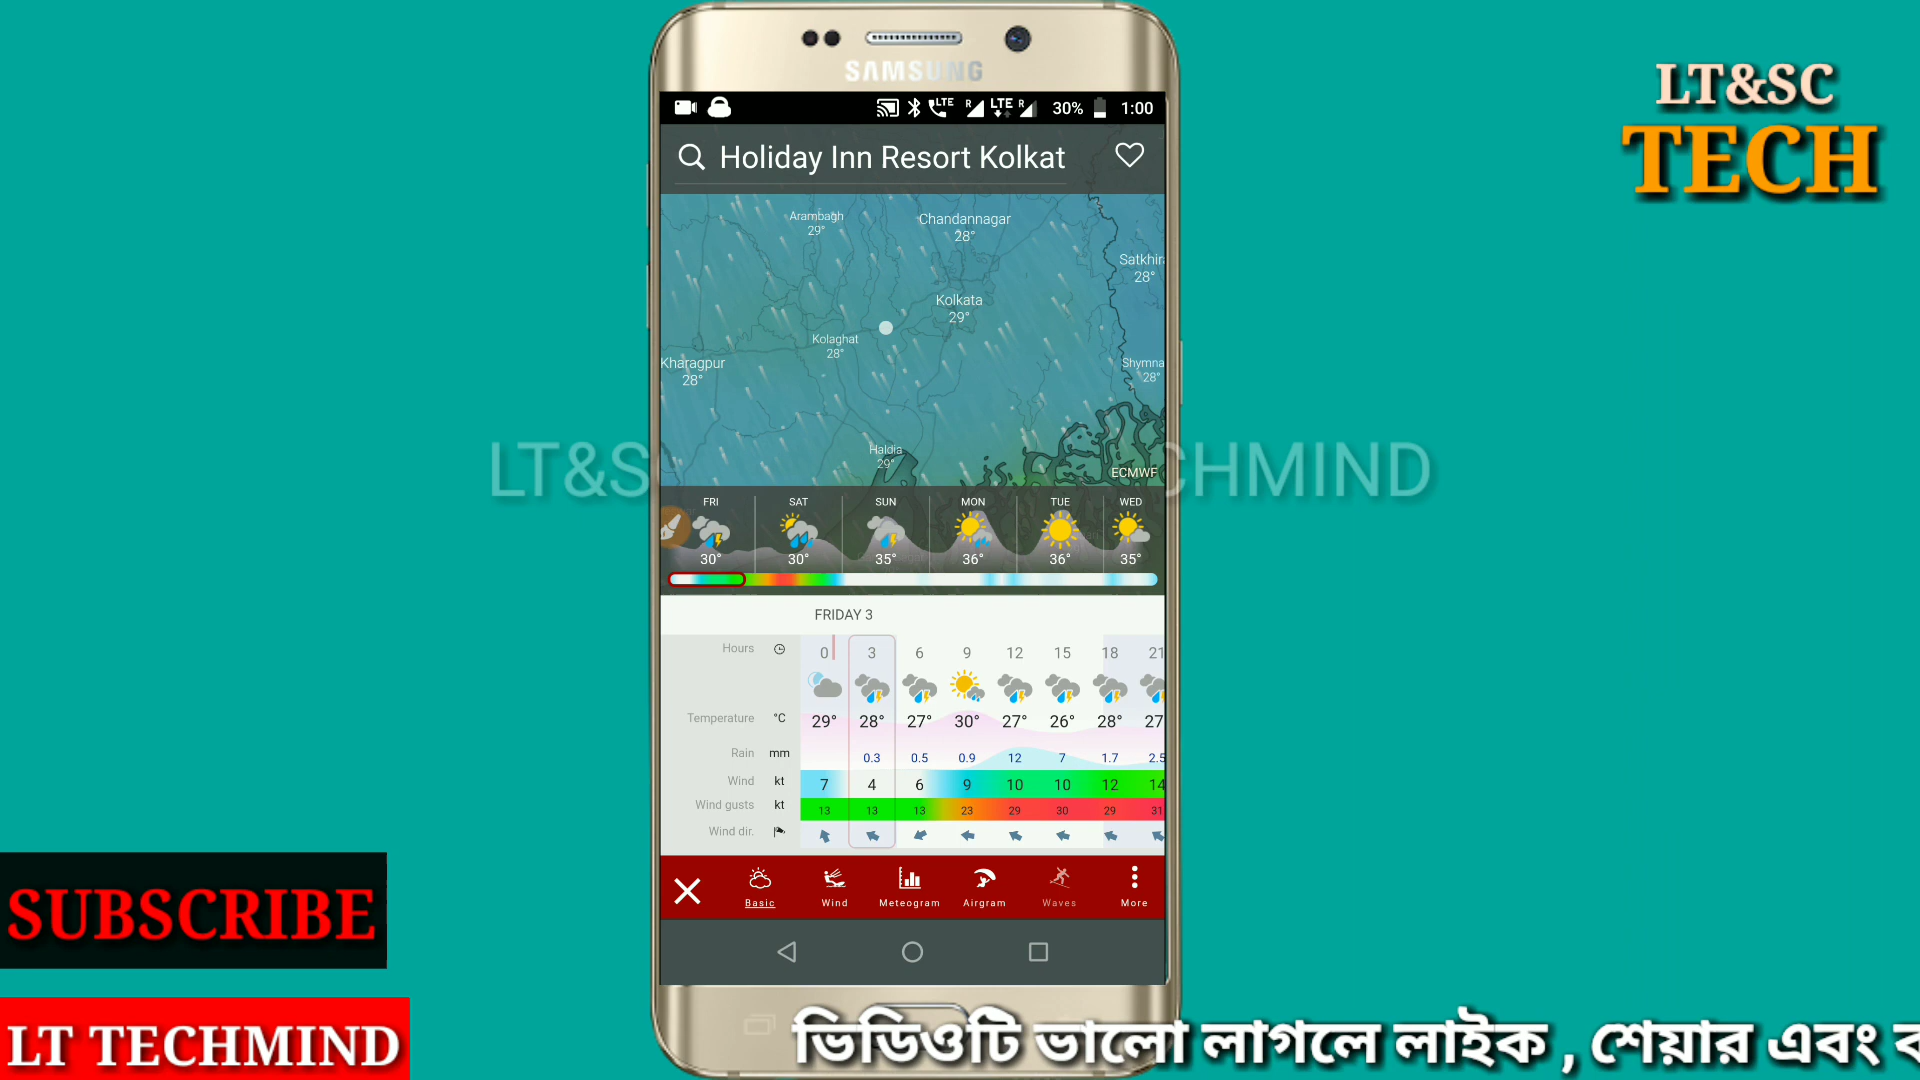 SAMSUNG
LTE R LTE R 30% 1:00
Holiday Inn Resort Kolkat
LT&SC
TECH
Arambagh
29°
Chandannagar
28°
Satkhir
28°
Kolkata
29°
Kolaghat
28°
Kharagpur
28°
Shymna
28°
Haldia
29°
ECMWF
LT&S CHMIND
FRI SAT SUN MON TUE WED
30° 30° 35° 36° 36° 35°
FRIDAY 3
Hours 0 3 6 9 12 15 18 21
Temperature °C 29° 28° 27° 30° 27° 26° 28° 27
Rain mm 0.3 0.5 0.9 12 7 1.7 2.5
Wind kt 7 4 6 9 10 10 12 14
Wind gusts kt 13 13 13 23 29 30 29 31
Wind dir.
Basic Wind Meteogram Airgram Waves More
SUBSCRIBE
LT TECHMIND
ভিডিওটি ভালো লাগলে লাইক , শেয়ার এবং